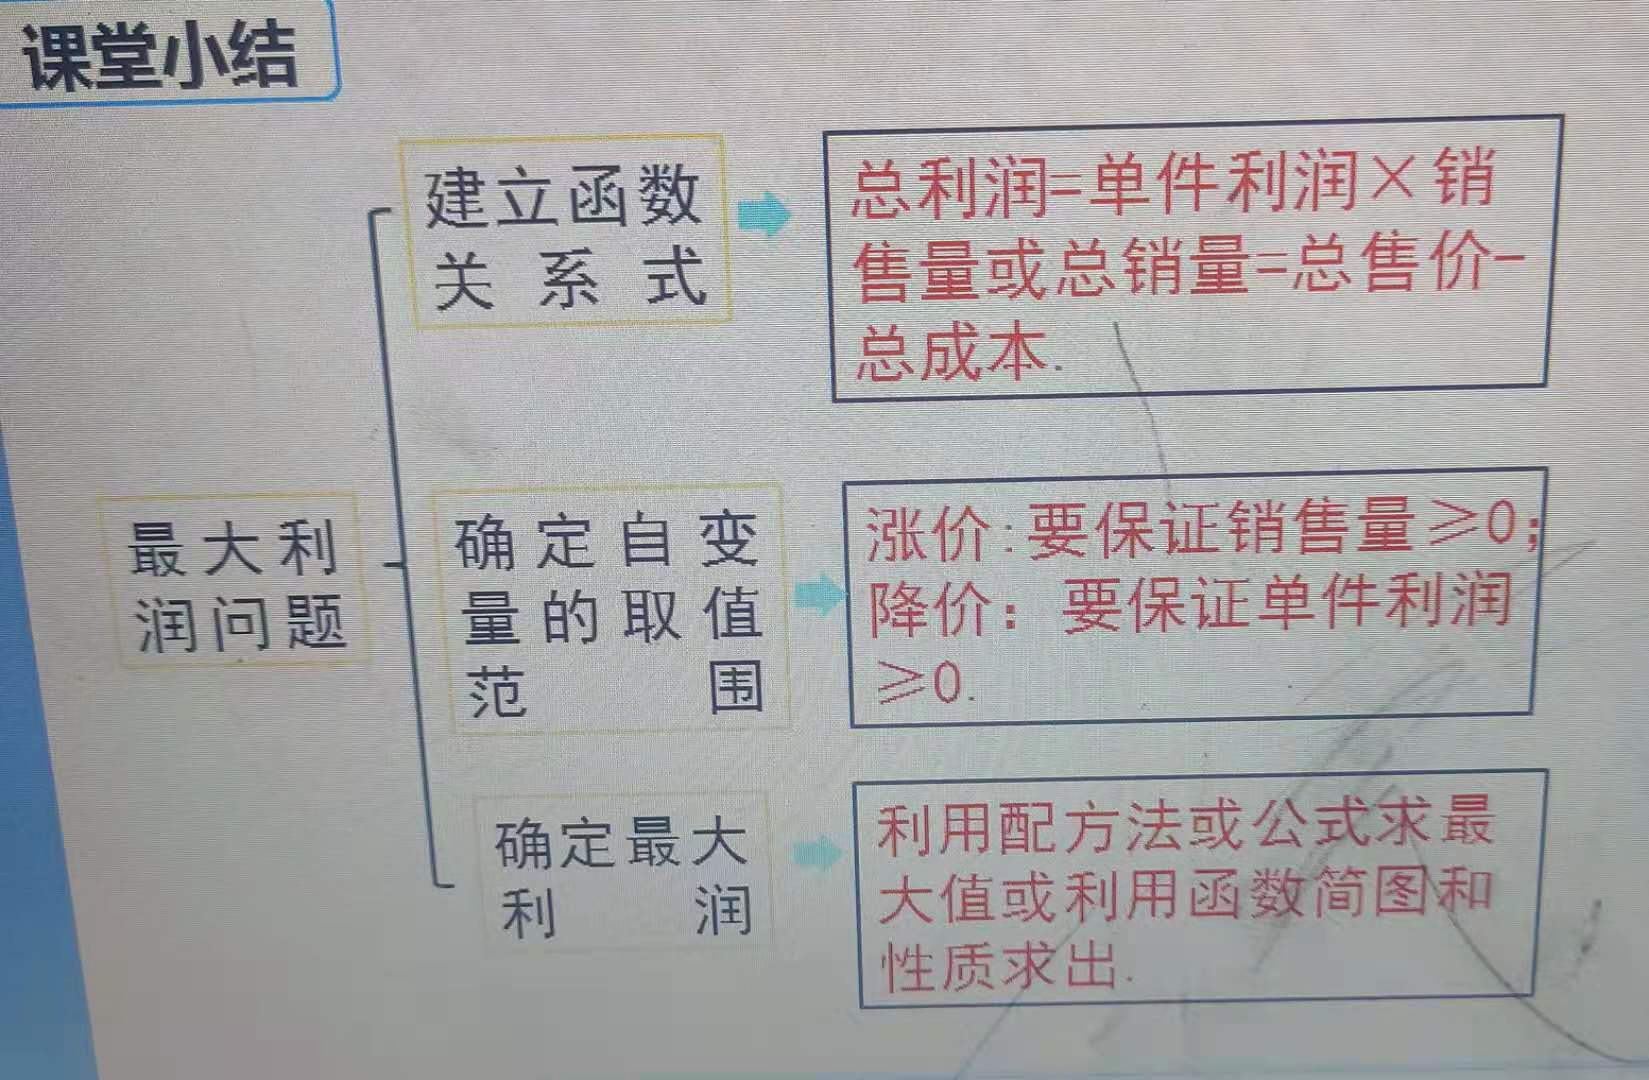 课堂小结
建立函数
关系式
总利润=单件利润×销
售量或总销量=总售价-
总成本.
最大利
润问题
确定自变
量的取值
范围
涨价:要保证销售量≥0;
降价：要保证单件利润
≥0.
确定最大
利润
利用配方法或公式求最
大值或利用函数简图和
性质求出.